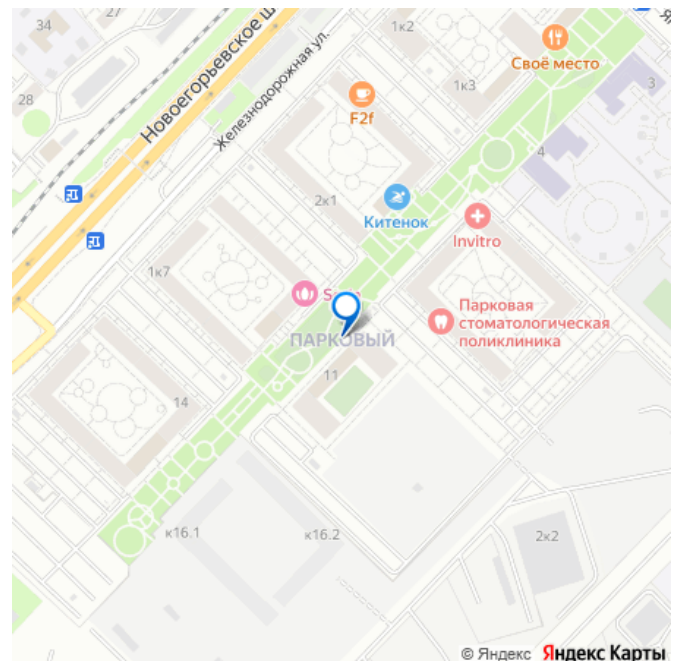 34
27
1к2
Своё место
28
Новоегорьевское ш
Железнодорожная ул.
1к3
3
F2f
4
2к1
Китенок
Invitro
1к7
Парковая
стоматологическая
поликлиника
ПАРКОВЫЙ
11
14
к16.1
к16.2
2к2
© Яндекс Яндекс Карты